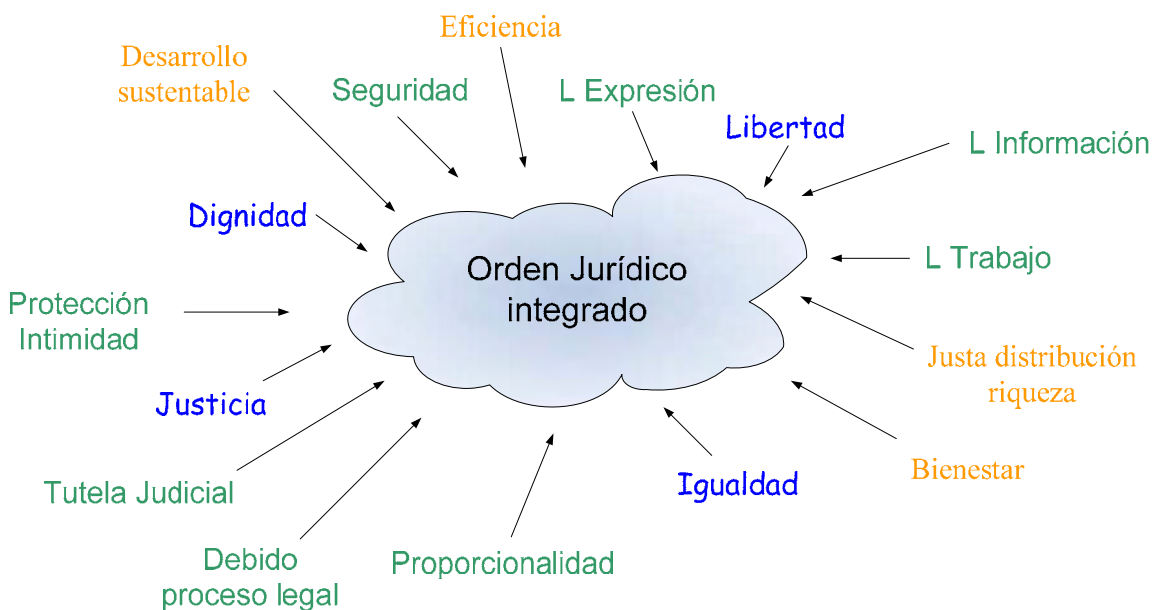 Eficiencia
Desarrollo
sustentable
Seguridad
L Expresión
Libertad
L Información
Dignidad
Orden Jurídico
integrado
L Trabajo
Protección
Intimidad
Justa distribución
riqueza
Justicia
Tutela Judicial
Igualdad
Bienestar
Debido
proceso legal
Proporcionalidad